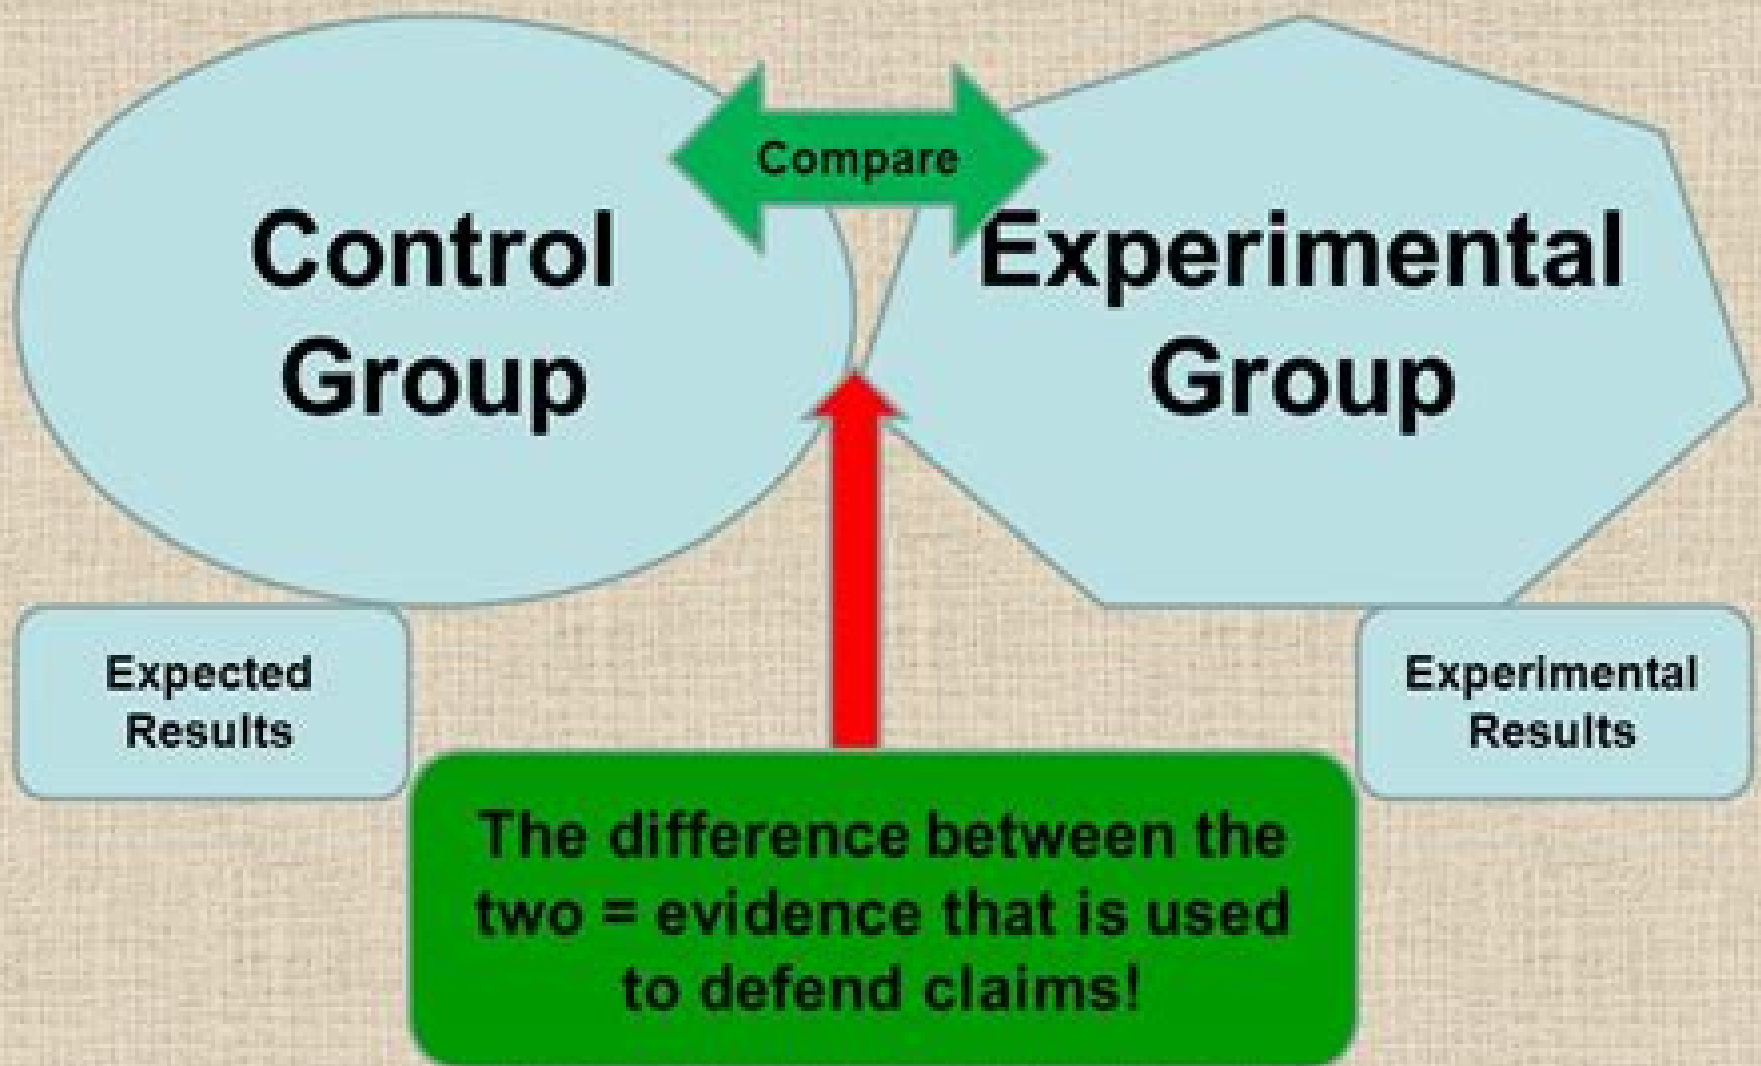 Compare
Control
Group
Experimental
Group
Expected
Results
Experimental
Results
The difference between the
two = evidence that is used
to defend claims!